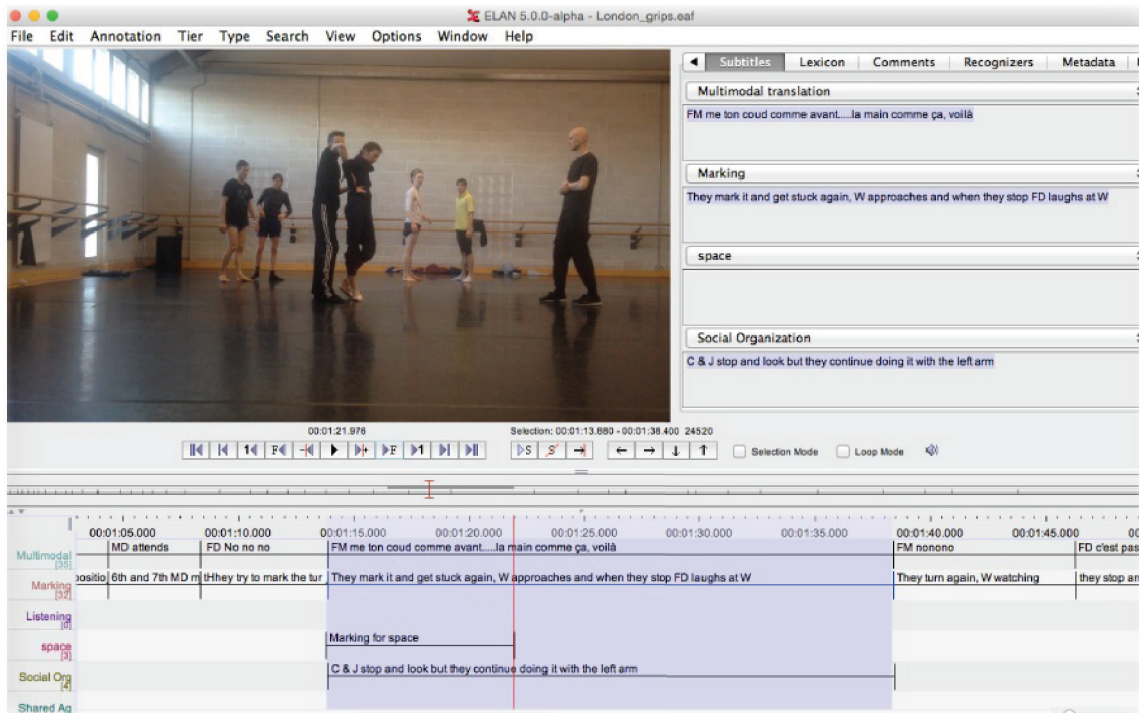 ELAN 5.0.0-alpha - London_grips.eaf
File Edit Annotation Tier Type Search View Options Window Help
Subtitles Lexicon Comments Recognizers Metadata
Multimodal translation
FM me ton coud comme avant.....la main comme ça, voilà
Marking
They mark it and get stuck again, W approaches and when they stop FD laughs at W
space
Social Organization
C & J stop and look but they continue doing it with the left arm
00:01:21.976
Selection: 00:01:13.880 - 00:01:38.400 24520
1 F F 1 S S
Selection Mode Loop Mode
00:01:05.000 00:01:10.000 00:01:15.000 00:01:20.000 00:01:25.000 00:01:30.000 00:01:35.000 00:01:40.000 00:01:45.000
Multimodal MD attends FD No no no FM me ton coud comme avant.....la main comme ça, voilà FM nonono FD c'est pas
[35]
Marking ositio 6th and 7th MD m tHhey try to mark the tur They mark it and get stuck again, W approaches and when they stop FD laughs at W They turn again, W watching they stop an
[32]
Listening
[0]
space Marking for space
[3]
Social Org C & J stop and look but they continue doing it with the left arm
[4]
Shared Ag